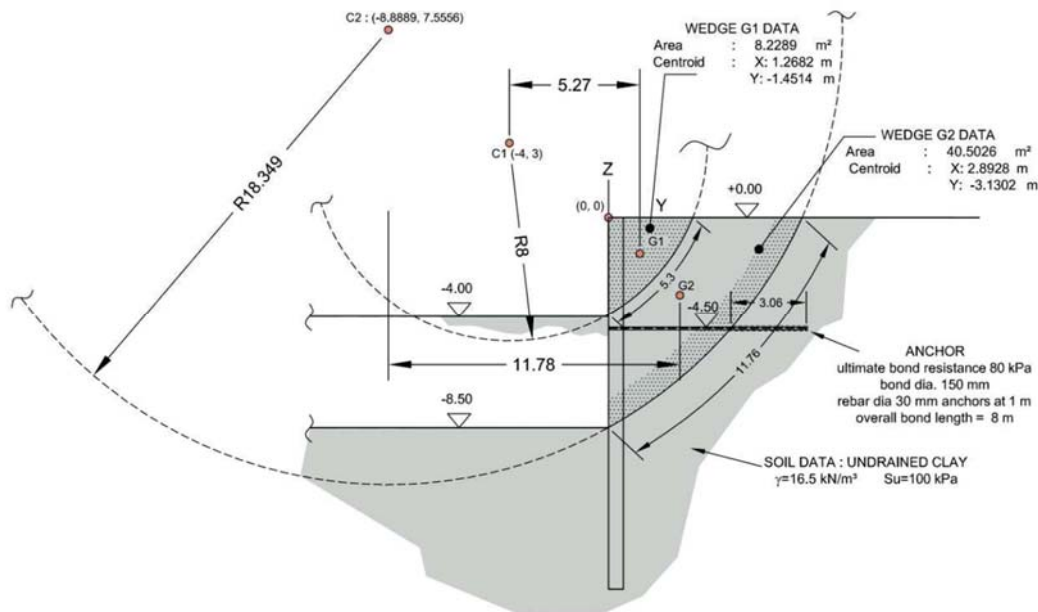 C2 : (-8.8889, 7.5556)
WEDGE G1 DATA
Area : 8.2289 m²
Centroid : X: 1.2682 m
Y: -1.4514 m
5.27
R18.349
C1 (-4, 3)
WEDGE G2 DATA
Area : 40.5026 m²
Centroid : X: 2.8928 m
Y: -3.1302 m
Z
(0, 0)
Y
+0.00
R8
G1
5.3
G2
-4.00
-4.50
3.06
11.78
11.76
ANCHOR
ultimate bond resistance 80 kPa
bond dia. 150 mm
rebar dia 30 mm anchors at 1 m
overall bond length = 8 m
-8.50
SOIL DATA : UNDRAINED CLAY
γ=16.5 kN/m³ Su=100 kPa